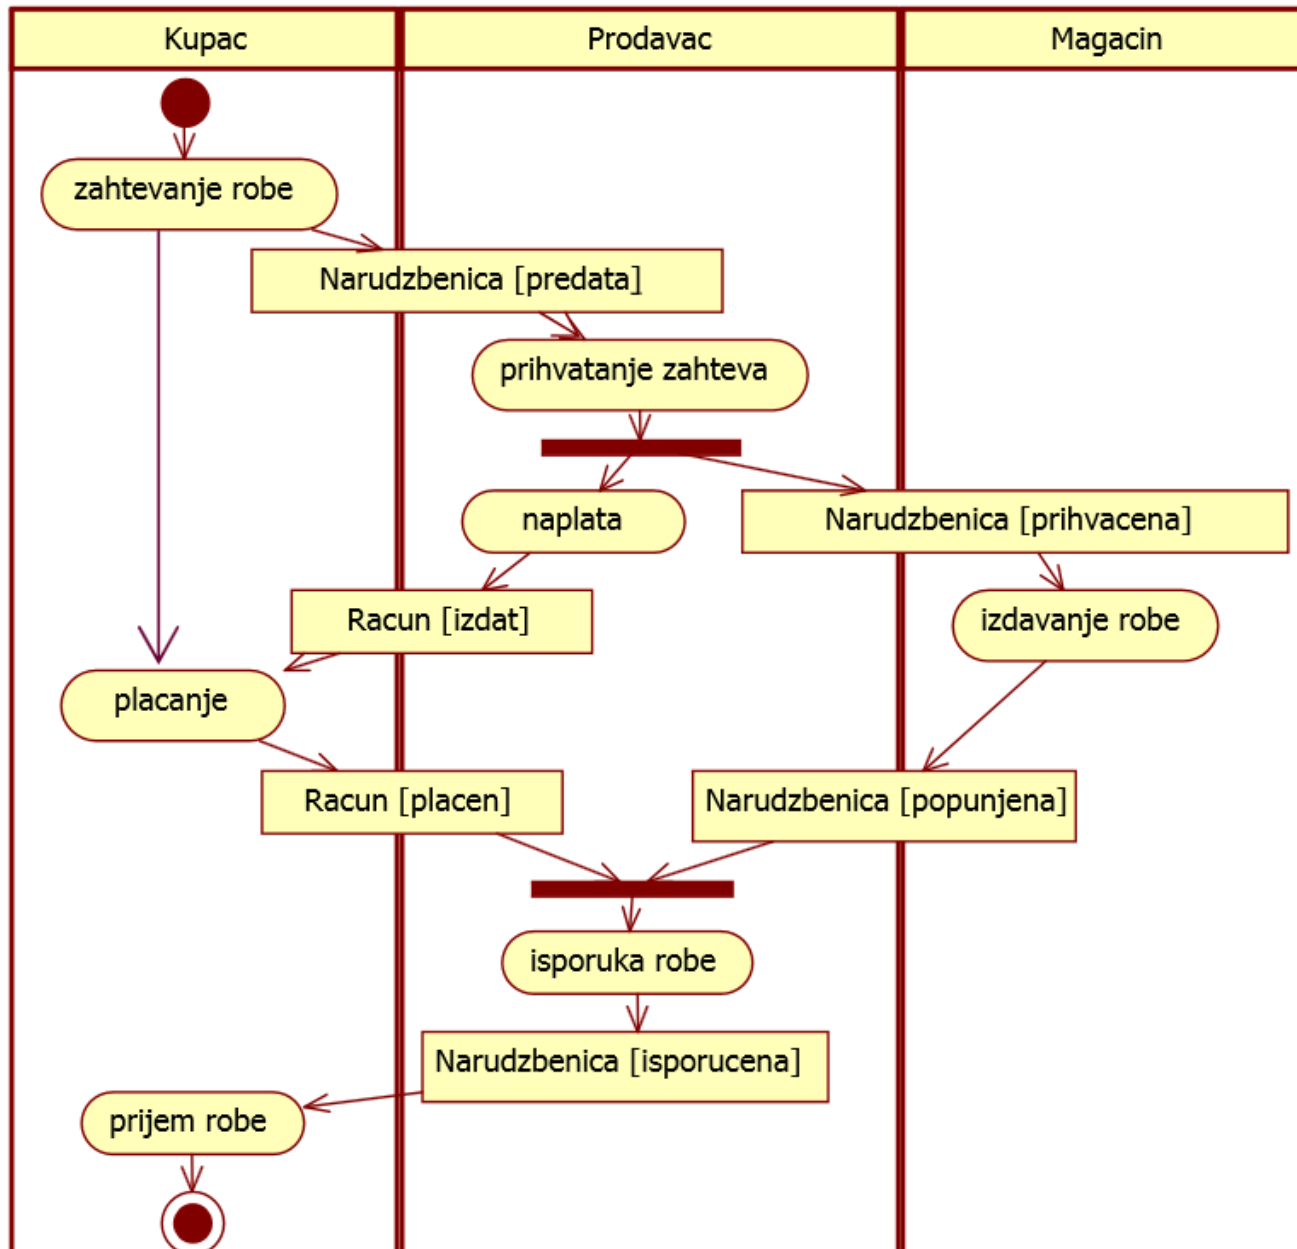 Kupac
Prodavac
Magacin
zahtevanje robe
Narudzbenica [predata]
prihvatanje zahteva
naplata
Narudzbenica [prihvacena]
Racun [izdat]
izdavanje robe
placanje
Racun [placen]
Narudzbenica [popunjena]
isporuka robe
Narudzbenica [isporucena]
prijem robe